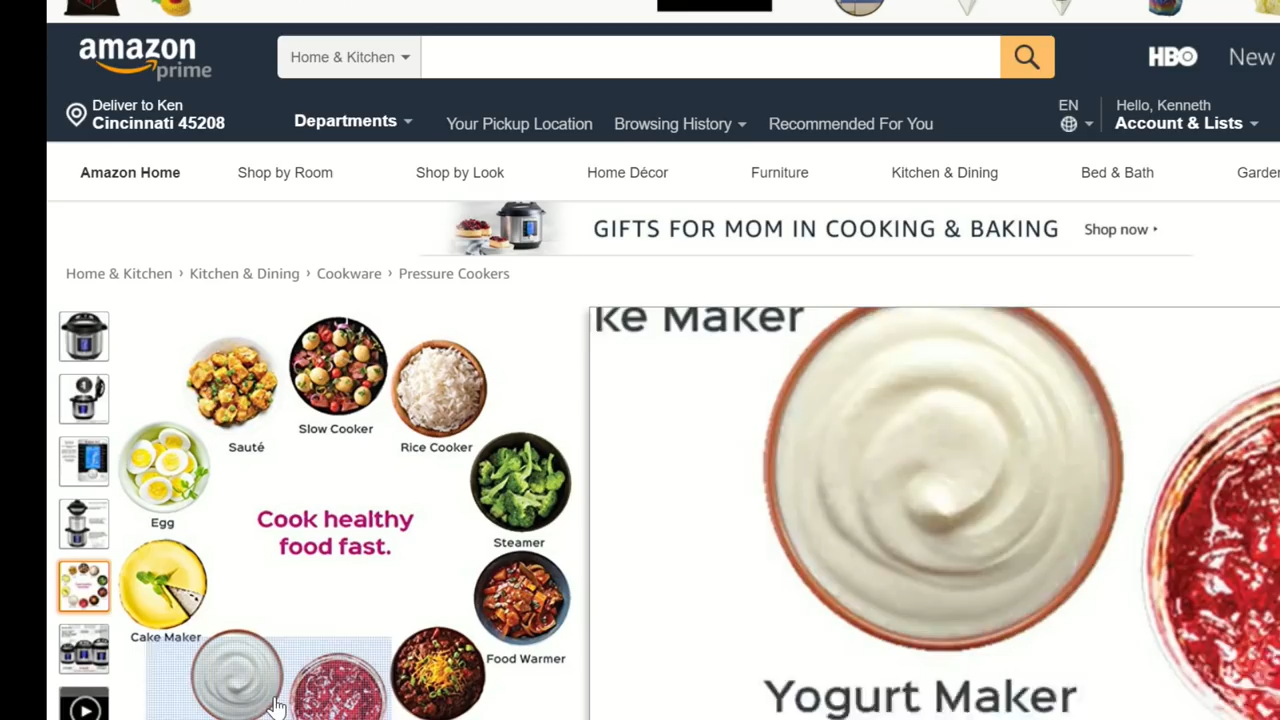 amazon
prime
Home & Kitchen
HBO
New
Deliver to Ken
Cincinnati 45208
Departments
Your Pickup Location
Browsing History
Recommended For You
EN
Hello, Kenneth
Account & Lists
Amazon Home
Shop by Room
Shop by Look
Home Décor
Furniture
Kitchen & Dining
Bed & Bath
Garde
GIFTS FOR MOM IN COOKING & BAKING
Shop now
Home & Kitchen › Kitchen & Dining › Cookware › Pressure Cookers
ke Maker
Slow Cooker
Sauté
Rice Cooker
Egg
Cook healthy
food fast.
Steamer
Cake Maker
Food Warmer
Yogurt Maker